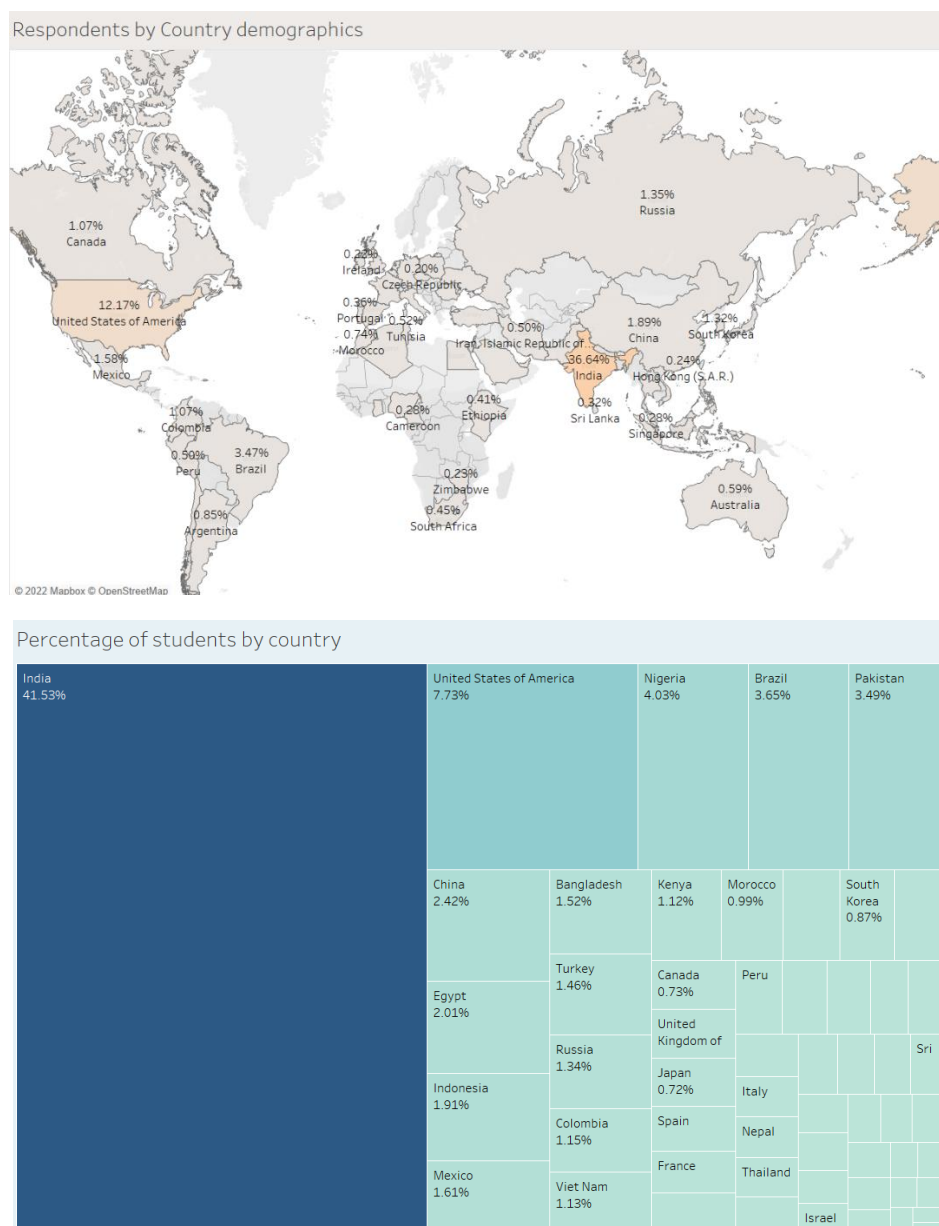 Respondents by Country demographics
1.35%
Russia
1.07%
Canada
0.22%
Ireland
0.20%
Czech Republic
12.17%
United States of America
0.36%
Portugal
0.52%
Tunisia
0.74%
Morocco
0.50%
Iran, Islamic Republic of...
1.89%
China
1.32%
South Korea
1.58%
Mexico
36.64%
India
0.24%
Hong Kong (S.A.R.)
0.32%
Sri Lanka
0.28%
Singapore
0.41%
Ethiopia
0.28%
Cameroon
1.07%
Colombia
0.50%
Peru
3.47%
Brazil
0.23%
Zimbabwe
0.45%
South Africa
0.59%
Australia
0.85%
Argentina
© 2022 Mapbox © OpenStreetMap
Percentage of students by country
India
41.53%
United States of America
7.73%
Nigeria
4.03%
Brazil
3.65%
Pakistan
3.49%
China
2.42%
Egypt
2.01%
Indonesia
1.91%
Mexico
1.61%
Bangladesh
1.52%
Turkey
1.46%
Russia
1.34%
Colombia
1.15%
Viet Nam
1.13%
Kenya
1.12%
Morocco
0.99%
South
Korea
0.87%
Canada
0.73%
United
Kingdom of
Japan
0.72%
Spain
France
Peru
Italy
Nepal
Thailand
Sri
Israel